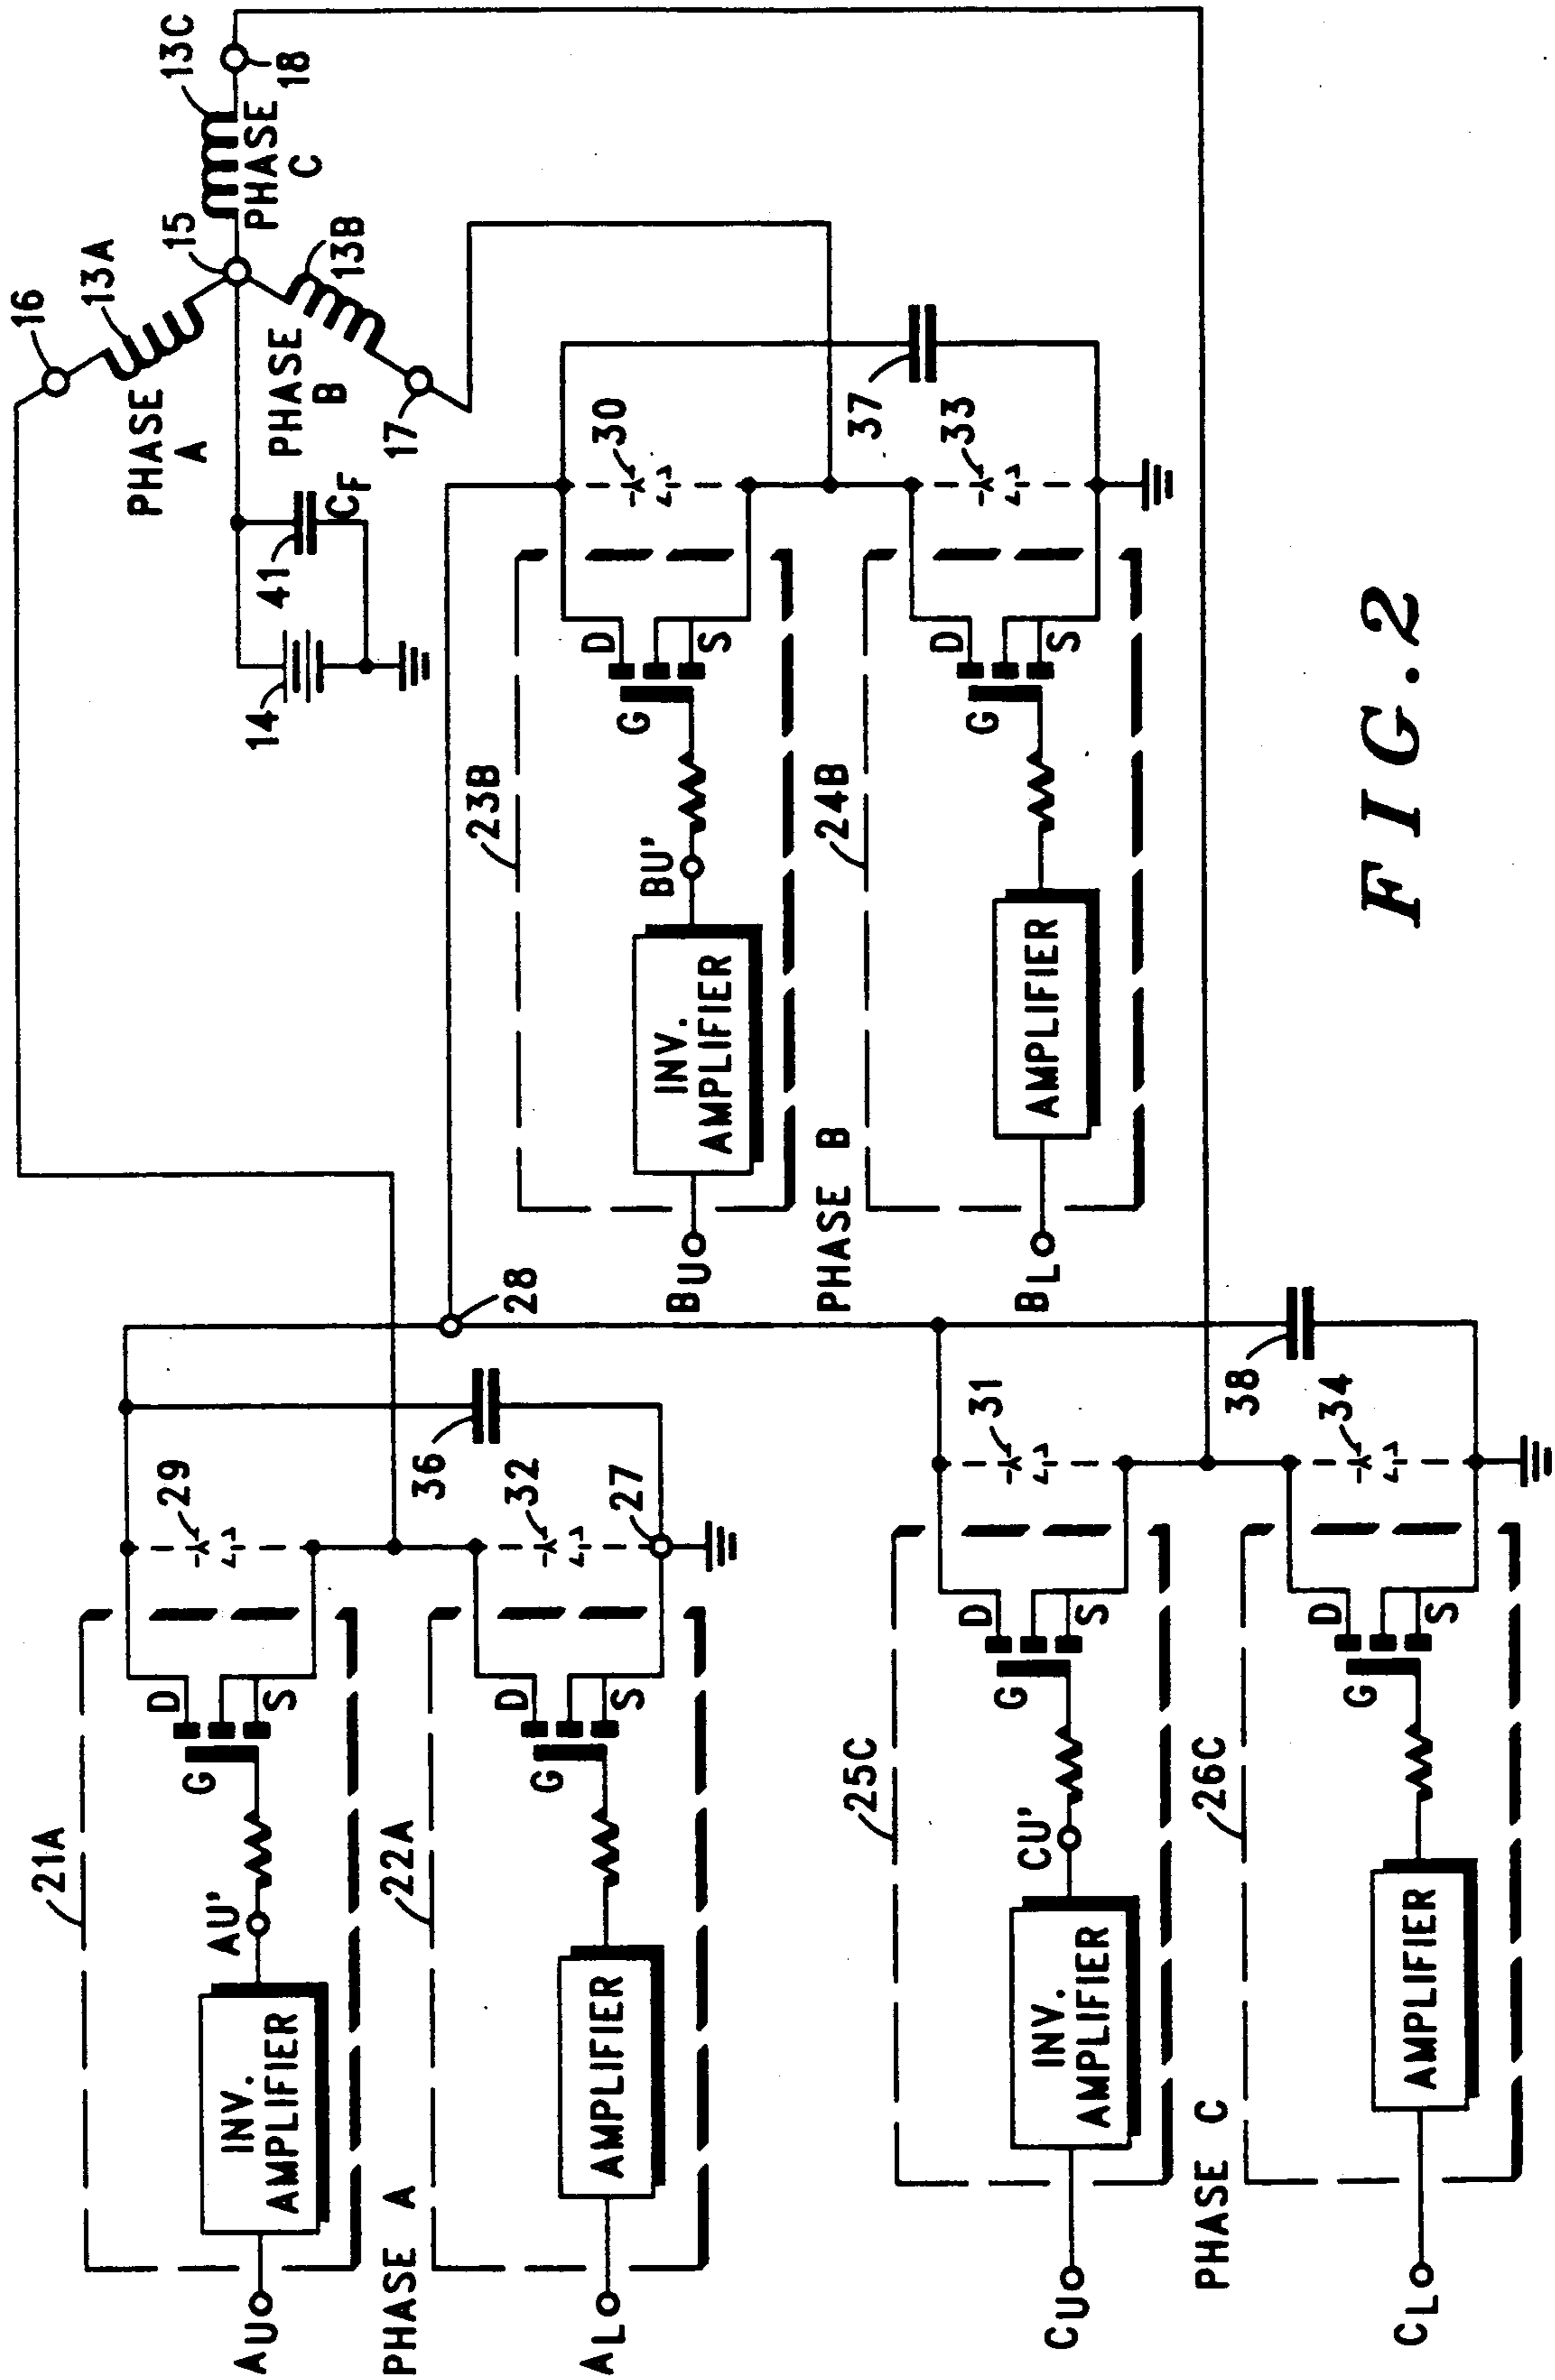 16
13A
PHASE
A
15
13C
PHASE
C
18
14
41
CF
PHASE
B
13B
17
21A
AU
INV.
AMPLIFIER
AU'
G
D
S
29
PHASE A
22A
AL
AMPLIFIER
G
D
S
32
36
27
28
23B
BU
INV.
AMPLIFIER
BU'
G
D
S
30
PHASE B
24B
BL
AMPLIFIER
G
D
S
33
37
25C
CU
INV.
AMPLIFIER
CU'
G
D
S
31
PHASE C
26C
CL
AMPLIFIER
G
D
S
34
38
FIG.2